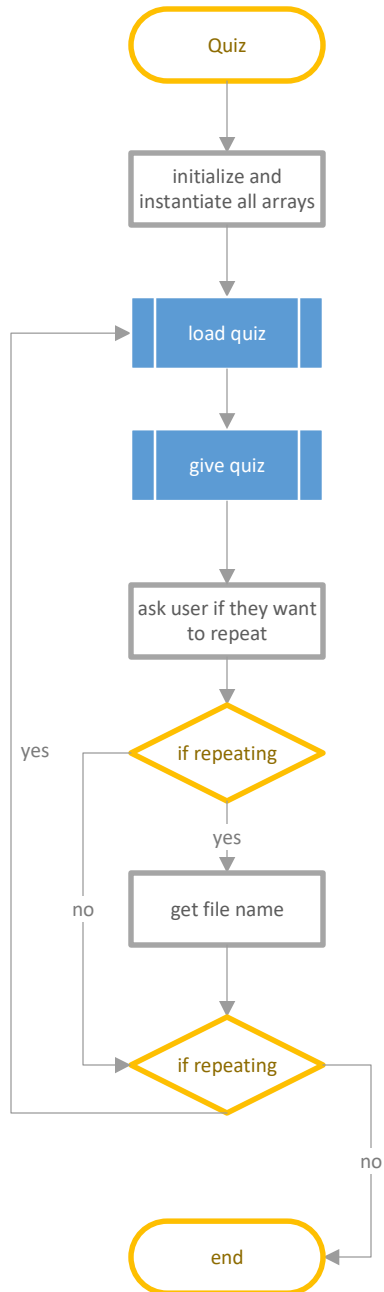 Quiz
initialize and
instantiate all arrays
load quiz
give quiz
ask user if they want
to repeat
yes
if repeating
yes
no
get file name
if repeating
no
end